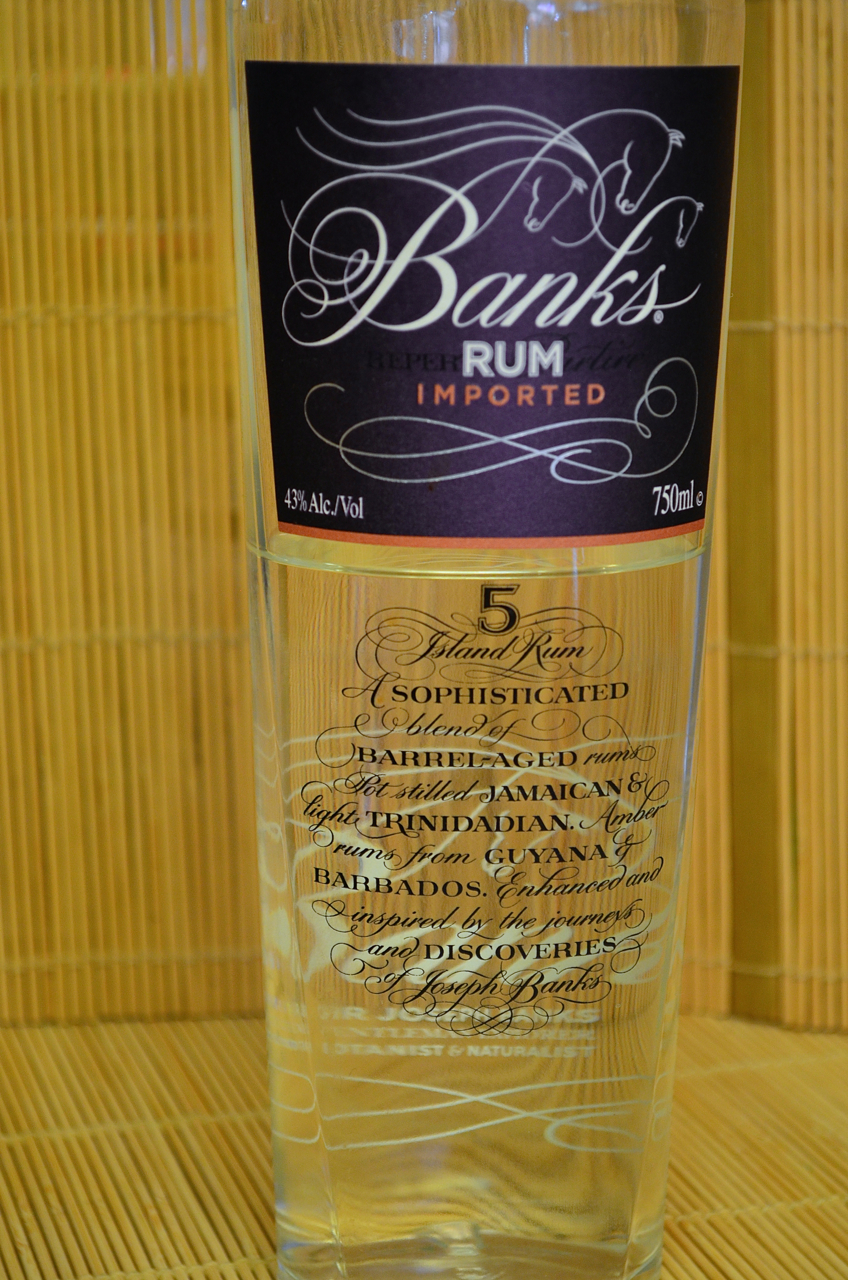 Banks®
RUM
IMPORTED
43% Alc./Vol
750ml ©
5
Island Rum
A SOPHISTICATED
blend of
BARREL-AGED rums
Pot stilled JAMAICAN &
light TRINIDADIAN. Amber
rums from GUYANA &
BARBADOS. Enhanced and
inspired by the journeys
and DISCOVERIES
of Joseph Banks
& NATURALIST